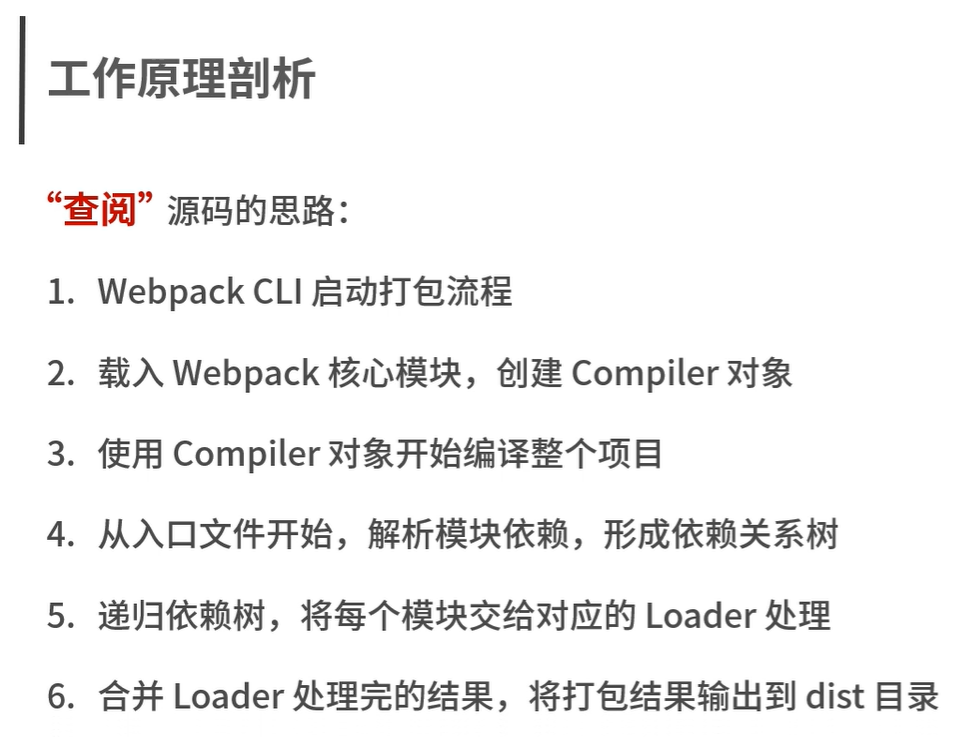 工作原理剖析
“查阅” 源码的思路：
1. Webpack CLI 启动打包流程
2. 载入 Webpack 核心模块，创建 Compiler 对象
3. 使用 Compiler 对象开始编译整个项目
4. 从入口文件开始，解析模块依赖，形成依赖关系树
5. 递归依赖树，将每个模块交给对应的 Loader 处理
6. 合并 Loader 处理完的结果，将打包结果输出到 dist 目录